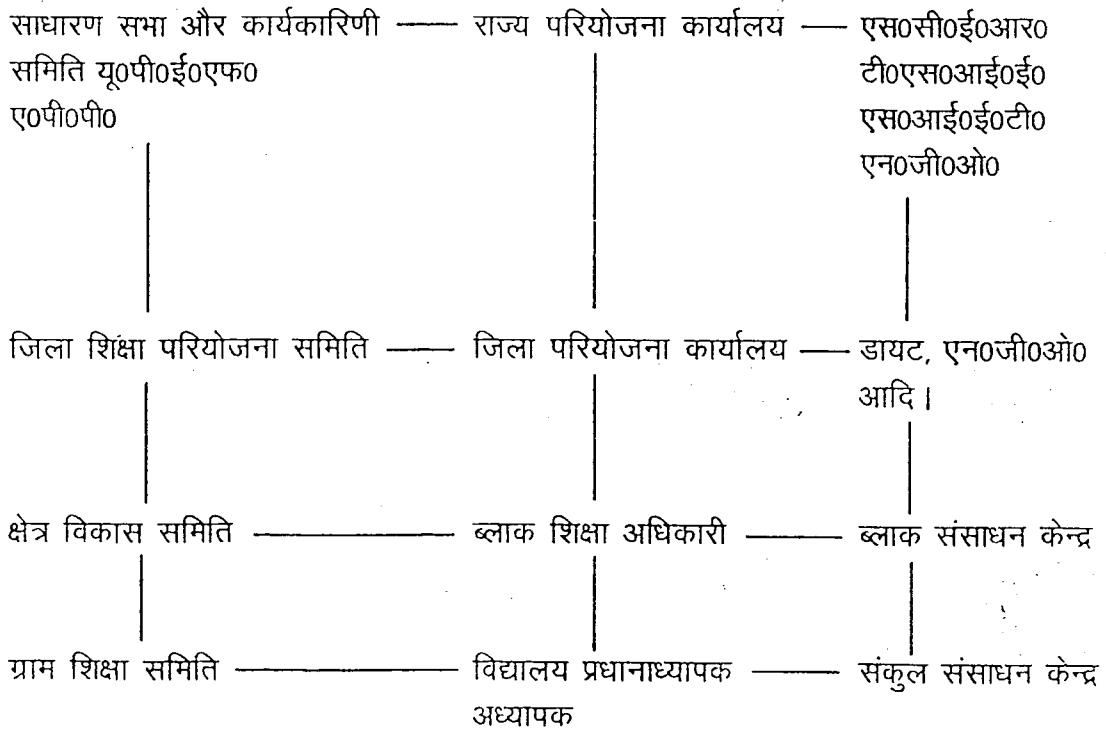 साधारण सभा और कार्यकारिणी राज्य परियोजना कार्यालय एस0सी0ई0आर0
समिति यू0पी0ई0एफ0 टी0एस0आई0ई0
ए0पी0पी0 एस0आई0ई0टी0
एन0जी0ओ0
जिला शिक्षा परियोजना समिति जिला परियोजना कार्यालय डायट, एन0जी0ओ0
आदि ।
क्षेत्र विकास समिति ब्लाक शिक्षा अधिकारी ब्लाक संसाधन केन्द्र
ग्राम शिक्षा समिति विद्यालय प्रधानाध्यापक संकुल संसाधन केन्द्र
अध्यापक